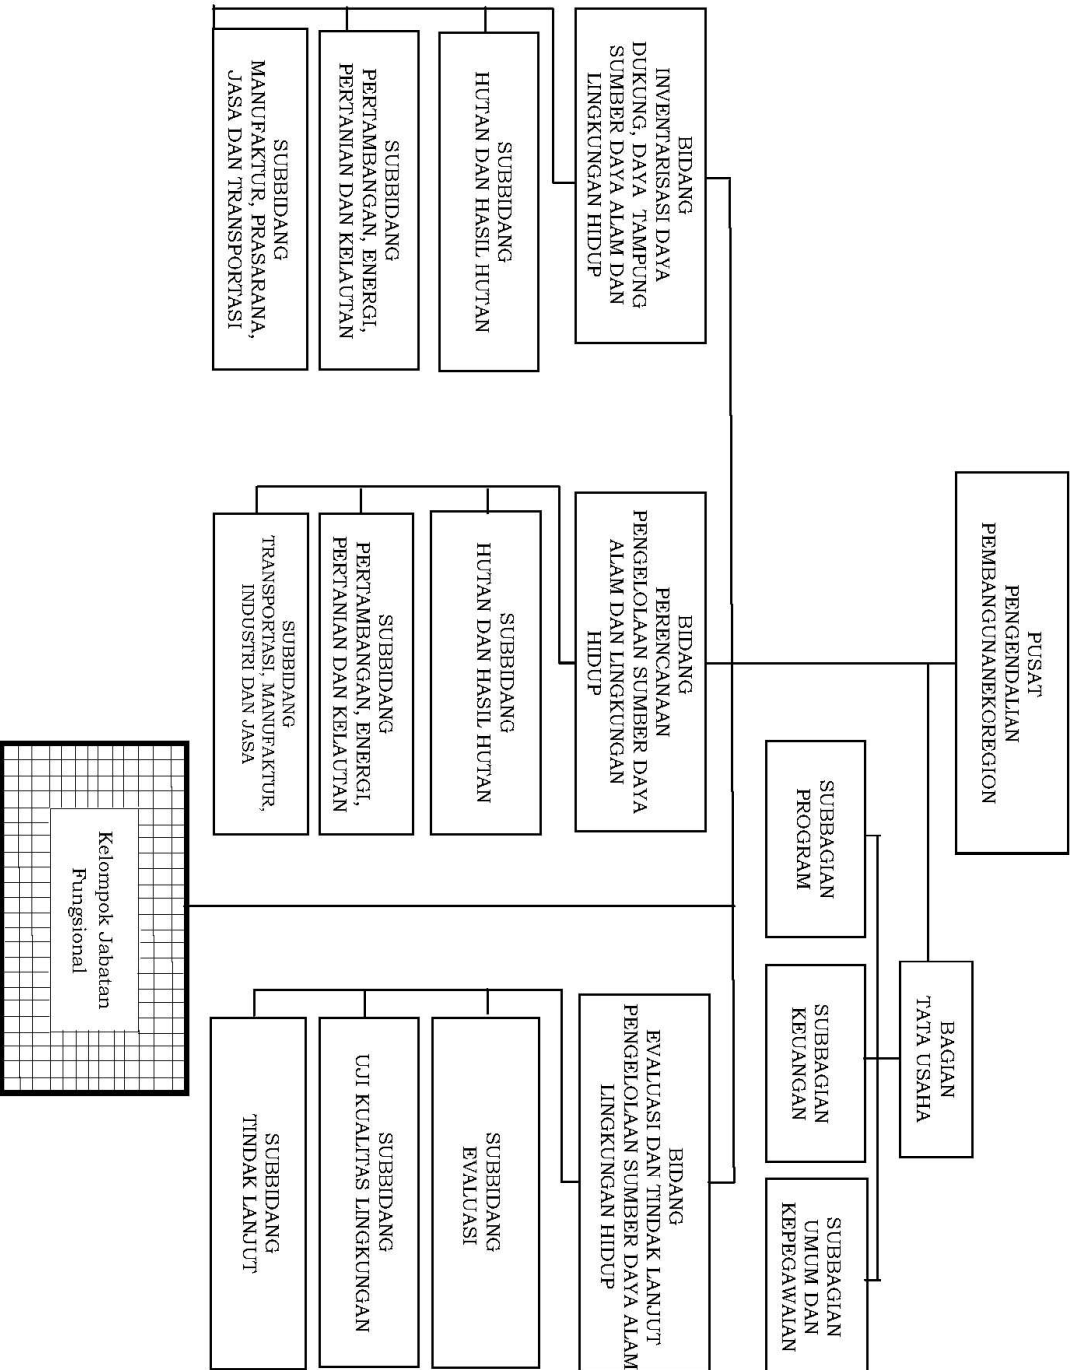 PUSAT
PENGENDALIAN
PEMBANGUNANEKOREGION
BAGIAN
TATA USAHA
SUBBAGIAN
PROGRAM
SUBBAGIAN
KEUANGAN
SUBBAGIAN
UMUM DAN
KEPEGAWAIAN
BIDANG
INVENTARISASI DAYA
DUKUNG, DAYA TAMPUNG
SUMBER DAYA ALAM DAN
LINGKUNGAN HIDUP
BIDANG
PERENCANAAN
PENGELOLAAN SUMBER DAYA
ALAM DAN LINGKUNGAN
HIDUP
BIDANG
EVALUASI DAN TINDAK LANJUT
PENGELOLAAN SUMBER DAYA ALAM
LINGKUNGAN HIDUP
SUBBIDANG
HUTAN DAN HASIL HUTAN
SUBBIDANG
HUTAN DAN HASIL HUTAN
SUBBIDANG
EVALUASI
SUBBIDANG
PERTAMBANGAN, ENERGI,
PERTANIAN DAN KELAUTAN
SUBBIDANG
PERTAMBANGAN, ENERGI,
PERTANIAN DAN KELAUTAN
SUBBIDANG
UJI KUALITAS LINGKUNGAN
SUBBIDANG
MANUFAKTUR, PRASARANA,
JASA DAN TRANSPORTASI
SUBBIDANG
TRANSPORTASI, MANUFAKTUR,
INDUSTRI DAN JASA
SUBBIDANG
TINDAK LANJUT
Kelompok Jabatan
Fungsional